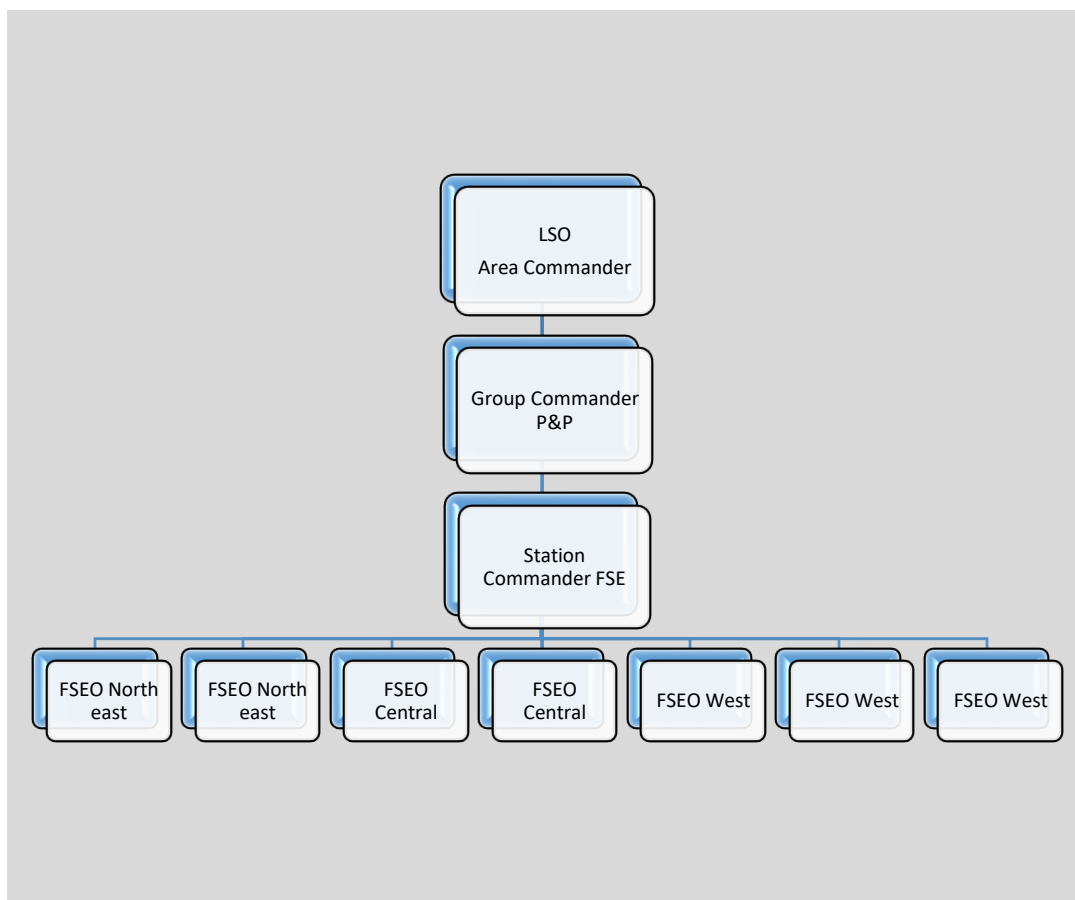 LSO
Area Commander
Group Commander
P&P
Station
Commander FSE
FSEO North
east
FSEO North
east
FSEO
Central
FSEO
Central
FSEO West
FSEO West
FSEO West